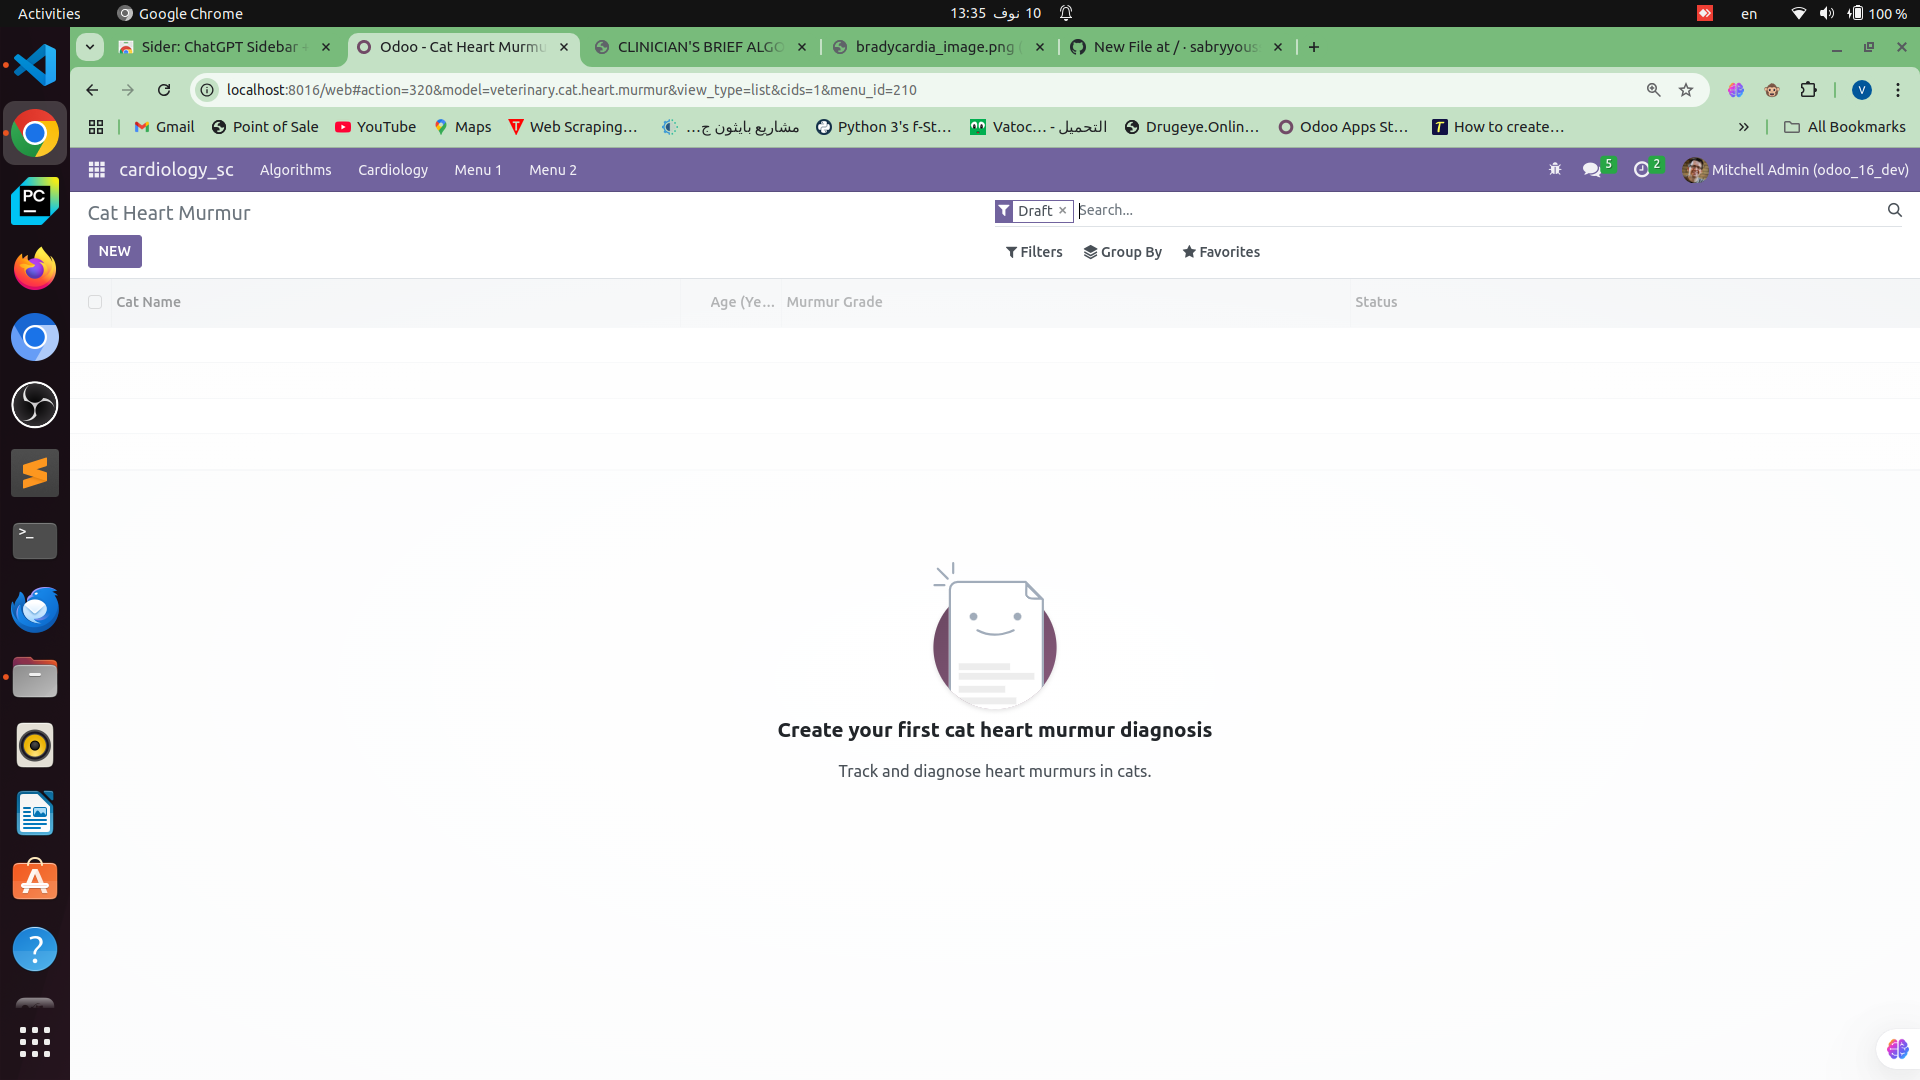 Activities
Google Chrome
10 نوف 13:35
en
100 %
Sider: ChatGPT Sidebar +
Odoo - Cat Heart Murmu
CLINICIAN'S BRIEF ALGO
bradycardia_image.png (
New File at / · sabryyous
localhost:8016/web#action=320&model=veterinary.cat.heart.murmur&view_type=list&cids=1&menu_id=210
V
Gmail
Point of Sale
YouTube
Maps
Web Scraping…
مشاريع بايثون ج…
Python 3's f-St…
Vatoc… - التحميل
Drugeye.Onlin…
Odoo Apps St…
How to create…
»
All Bookmarks
cardiology_sc
Algorithms
Cardiology
Menu 1
Menu 2
5
2
Mitchell Admin (odoo_16_dev)
Cat Heart Murmur
Draft
Search...
NEW
Filters
Group By
Favorites
Cat Name
Age (Ye...
Murmur Grade
Status
Create your first cat heart murmur diagnosis
Track and diagnose heart murmurs in cats.